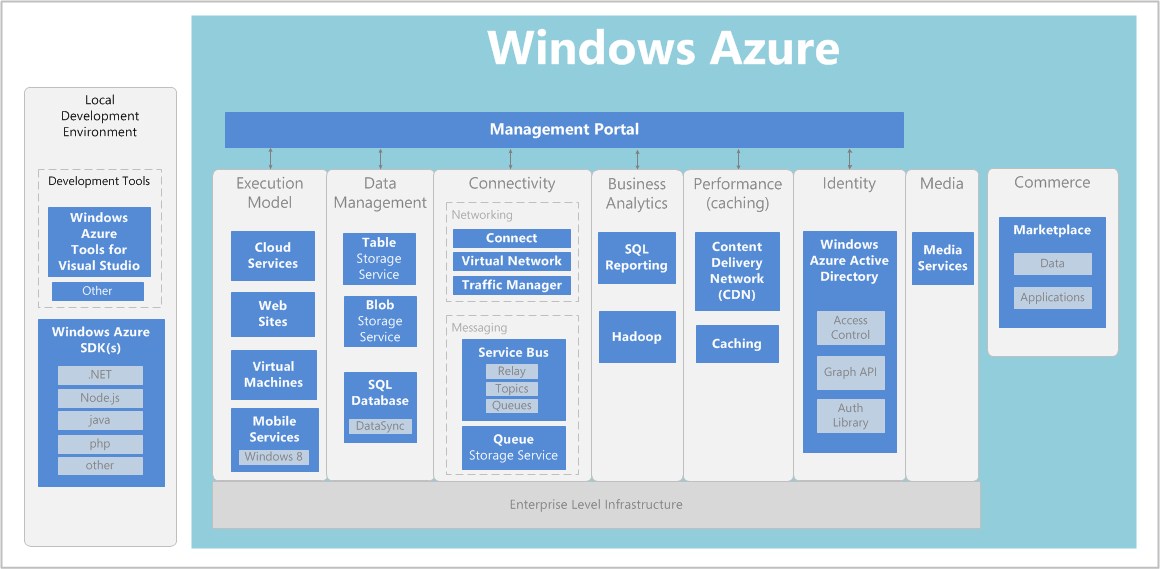 Windows Azure
Local
Development
Environment
Development Tools
Windows
Azure
Tools for
Visual Studio
Other
Windows Azure
SDK(s)
.NET
Node.js
java
php
other
Management Portal
Execution
Model
Cloud
Services
Web
Sites
Virtual
Machines
Mobile
Services
Windows 8
Data
Management
Table
Storage
Service
Blob
Storage
Service
SQL
Database
DataSync
Connectivity
Networking
Connect
Virtual Network
Traffic Manager
Messaging
Service Bus
Relay
Topics
Queues
Queue
Storage Service
Business
Analytics
SQL
Reporting
Hadoop
Performance
(caching)
Content
Delivery
Network
(CDN)
Caching
Identity
Windows
Azure Active
Directory
Access
Control
Graph API
Auth
Library
Media
Media
Services
Commerce
Marketplace
Data
Applications
Enterprise Level Infrastructure